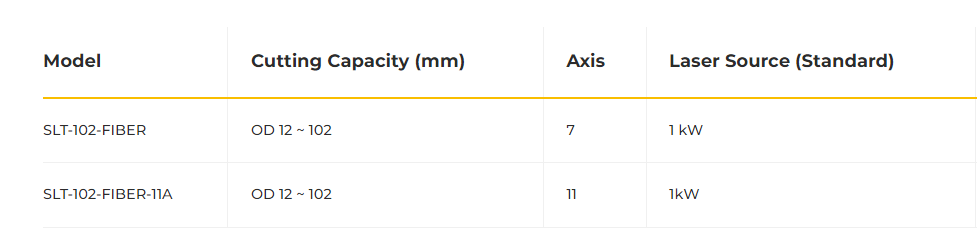 Model Cutting Capacity (mm) Axis Laser Source (Standard)
SLT-102-FIBER OD 12 ~ 102 7 1 kW
SLT-102-FIBER-11A OD 12 ~ 102 11 1kW